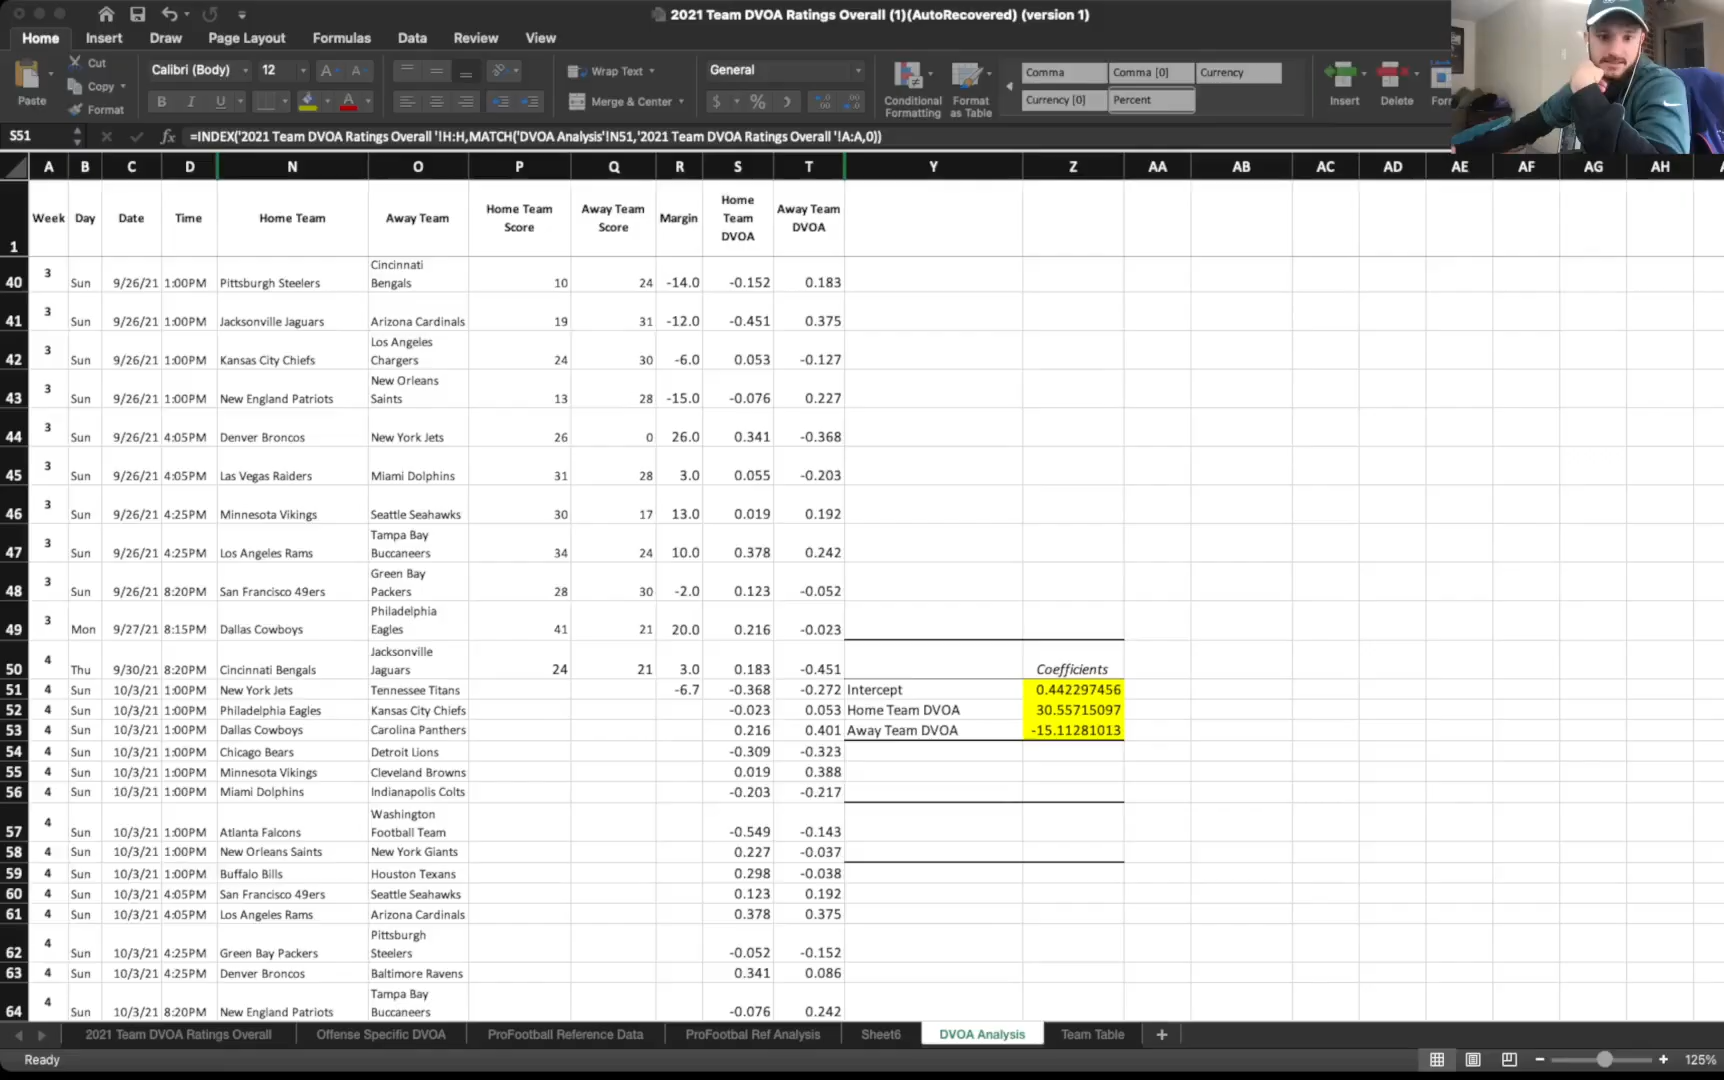 2021 Team DVOA Ratings Overall (1)(AutoRecovered) (version 1)
Home Insert Draw Page Layout Formulas Data Review View
Paste Cut Copy Format
Calibri (Body) 12 A A
B I U A
Wrap Text
Merge & Center
General
$ %
Conditional Formatting
Format as Table
Comma Comma [0] Currency
Currency [0] Percent
Insert Delete
S51 fx =INDEX('2021 Team DVOA Ratings Overall '!H:H,MATCH('DVOA Analysis'!N51,'2021 Team DVOA Ratings Overall '!A:A,0))
A B C D N O P Q R S T Y Z AA AB AC AD AE AF AG AH
1 Week Day Date Time Home Team Away Team Home Team Score Away Team Score Margin Home Team DVOA Away Team DVOA
40 3 Sun 9/26/21 1:00PM Pittsburgh Steelers Cincinnati Bengals 10 24 -14.0 -0.152 0.183
41 3 Sun 9/26/21 1:00PM Jacksonville Jaguars Arizona Cardinals 19 31 -12.0 -0.451 0.375
42 3 Sun 9/26/21 1:00PM Kansas City Chiefs Los Angeles Chargers 24 30 -6.0 0.053 -0.127
43 3 Sun 9/26/21 1:00PM New England Patriots New Orleans Saints 13 28 -15.0 -0.076 0.227
44 3 Sun 9/26/21 4:05PM Denver Broncos New York Jets 26 0 26.0 0.341 -0.368
45 3 Sun 9/26/21 4:05PM Las Vegas Raiders Miami Dolphins 31 28 3.0 0.055 -0.203
46 3 Sun 9/26/21 4:25PM Minnesota Vikings Seattle Seahawks 30 17 13.0 0.019 0.192
47 3 Sun 9/26/21 4:25PM Los Angeles Rams Tampa Bay Buccaneers 34 24 10.0 0.378 0.242
48 3 Sun 9/26/21 8:20PM San Francisco 49ers Green Bay Packers 28 30 -2.0 0.123 -0.052
49 3 Mon 9/27/21 8:15PM Dallas Cowboys Philadelphia Eagles 41 21 20.0 0.216 -0.023
50 4 Thu 9/30/21 8:20PM Cincinnati Bengals Jacksonville Jaguars 24 21 3.0 0.183 -0.451 Coefficients
51 4 Sun 10/3/21 1:00PM New York Jets Tennessee Titans -6.7 -0.368 -0.272 Intercept 0.442297456
52 4 Sun 10/3/21 1:00PM Philadelphia Eagles Kansas City Chiefs -0.023 0.053 Home Team DVOA 30.55715097
53 4 Sun 10/3/21 1:00PM Dallas Cowboys Carolina Panthers 0.216 0.401 Away Team DVOA -15.11281013
54 4 Sun 10/3/21 1:00PM Chicago Bears Detroit Lions -0.309 -0.323
55 4 Sun 10/3/21 1:00PM Minnesota Vikings Cleveland Browns 0.019 0.388
56 4 Sun 10/3/21 1:00PM Miami Dolphins Indianapolis Colts -0.203 -0.217
57 4 Sun 10/3/21 1:00PM Atlanta Falcons Washington Football Team -0.549 -0.143
58 4 Sun 10/3/21 1:00PM New Orleans Saints New York Giants 0.227 -0.037
59 4 Sun 10/3/21 1:00PM Buffalo Bills Houston Texans 0.298 -0.038
60 4 Sun 10/3/21 4:05PM San Francisco 49ers Seattle Seahawks 0.123 0.192
61 4 Sun 10/3/21 4:05PM Los Angeles Rams Arizona Cardinals 0.378 0.375
62 4 Sun 10/3/21 4:25PM Green Bay Packers Pittsburgh Steelers -0.052 -0.152
63 4 Sun 10/3/21 4:25PM Denver Broncos Baltimore Ravens 0.341 0.086
64 4 Sun 10/3/21 8:20PM New England Patriots Tampa Bay Buccaneers -0.076 0.242
2021 Team DVOA Ratings Overall Offense Specific DVOA ProFootball Reference Data ProFootbal Ref Analysis Sheet6 DVOA Analysis Team Table +
Ready 125%